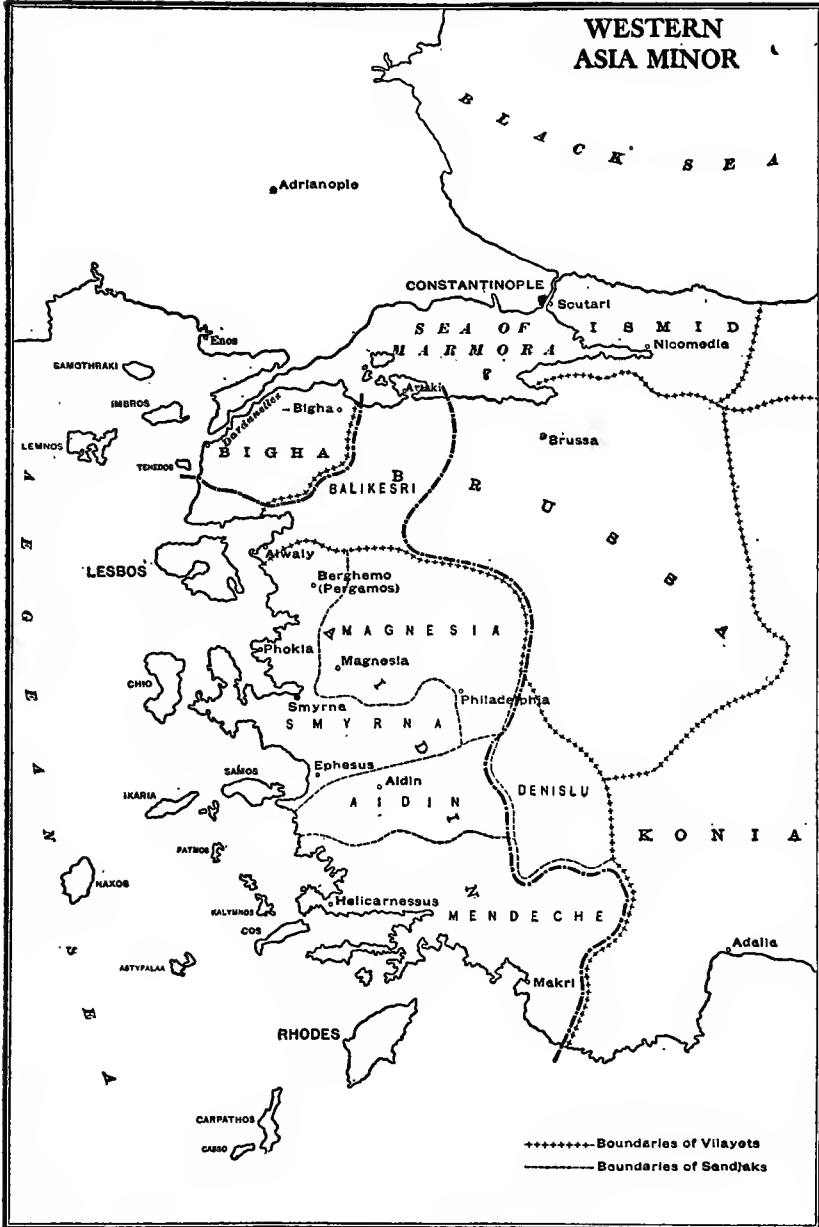 WESTERN
ASIA MINOR
BLACK SEA
Adrianople
CONSTANTINOPLE
Scutari
SEA OF
MARMORA
ISMID
Nicomedia
Enos
SAMOTHRAKI
IMBROS
LEMNOS
TENEDOS
Dardanelles
Artaki
Bigha
BIGHA
BALIKESRI
BRUSSA
Brussa
AEGEAN SEA
LESBOS
Aiwaly
Berghemo
(Pergamos)
MAGNESIA
Phokia
Magnesia
CHIO
Smyrna
Philadelphia
SMYRNA
AIDIN
Ephesus
SAMOS
Aidin
AIDIN
DENISLU
IKARIA
KONIA
PATMOS
NAXOS
Helicarnessus
KALYMNOS
COS
MENDECHE
ASTYPALAA
Adalia
Makri
RHODES
CARPATHOS
CASSO
Boundaries of Vilayets
Boundaries of Sandjaks